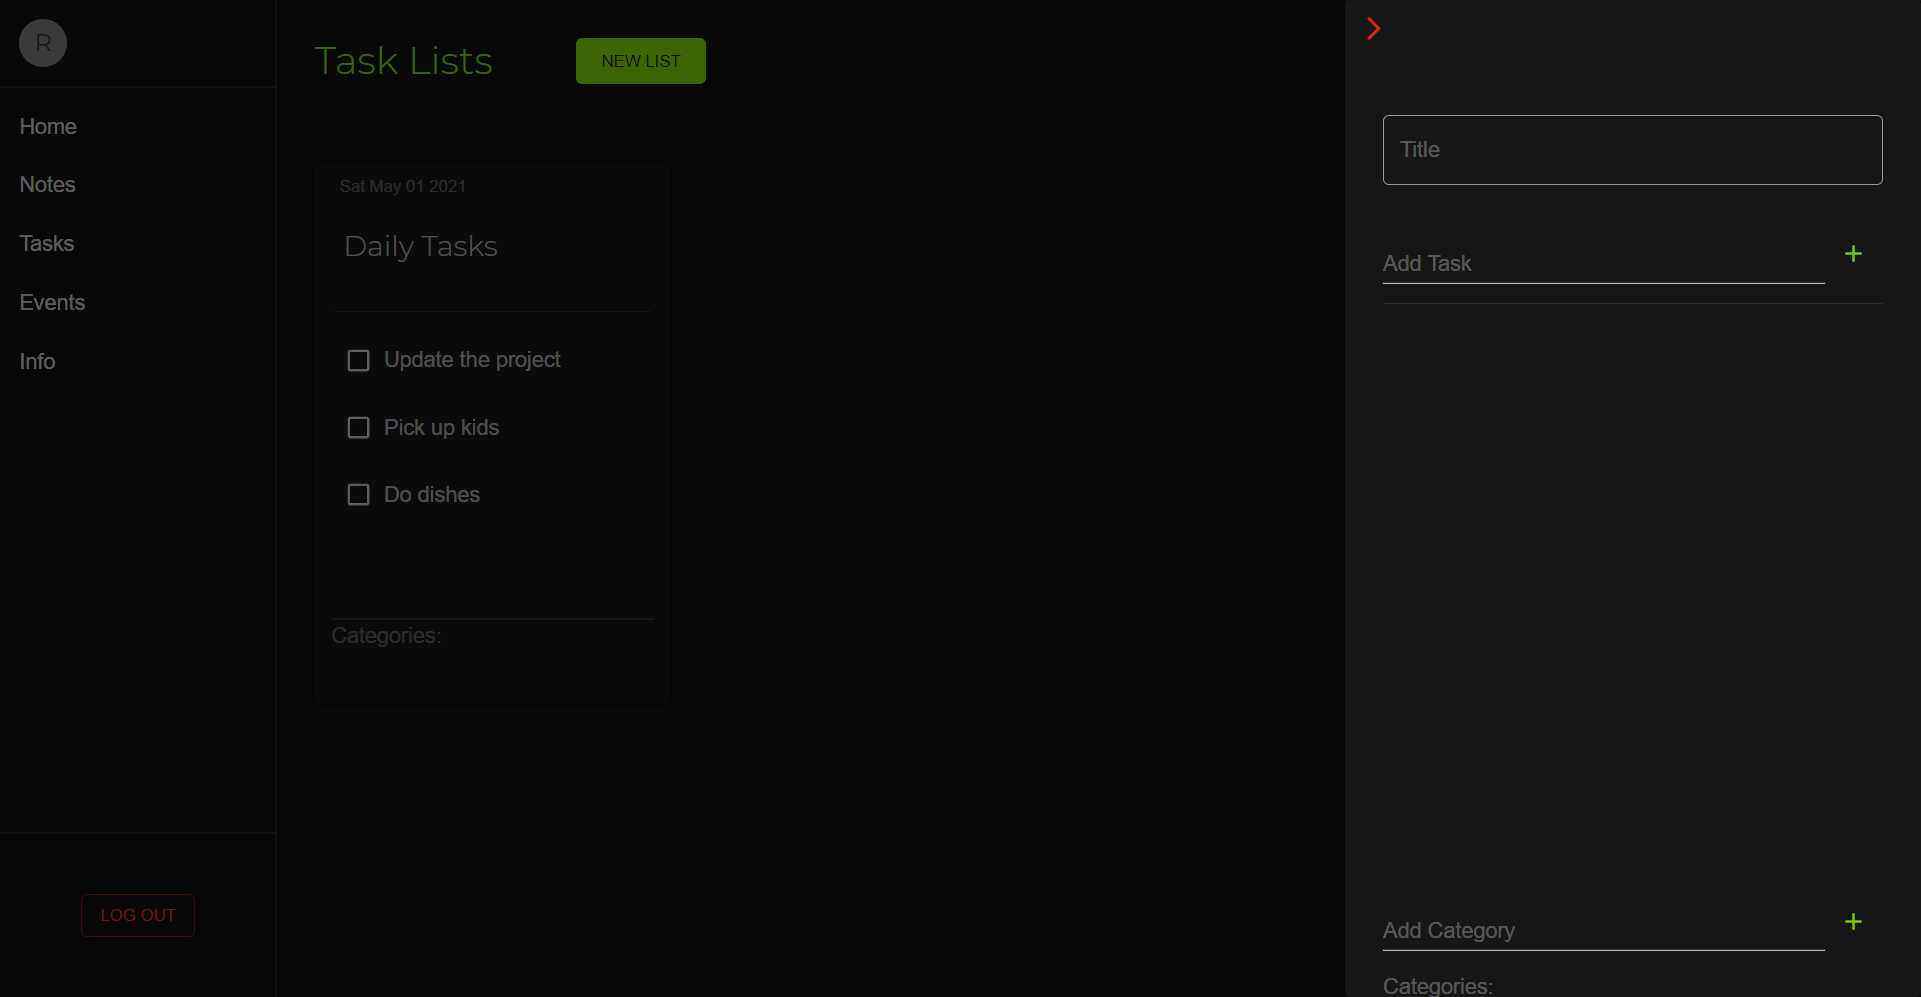 R
Home
Notes
Tasks
Events
Info
LOG OUT
Task Lists
NEW LIST
Sat May 01 2021
Daily Tasks
Update the project
Pick up kids
Do dishes
Categories:
Title
Add Task
Add Category
Categories: